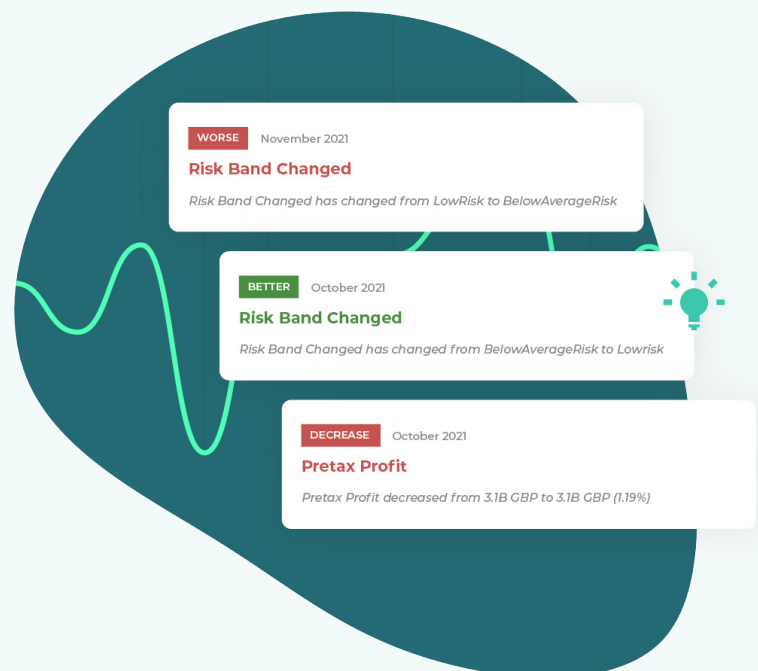 WORSE November 2021
Risk Band Changed
Risk Band Changed has changed from LowRisk to BelowAverageRisk
BETTER October 2021
Risk Band Changed
Risk Band Changed has changed from BelowAverageRisk to Lowrisk
DECREASE October 2021
Pretax Profit
Pretax Profit decreased from 3.1B GBP to 3.1B GBP (1.19%)